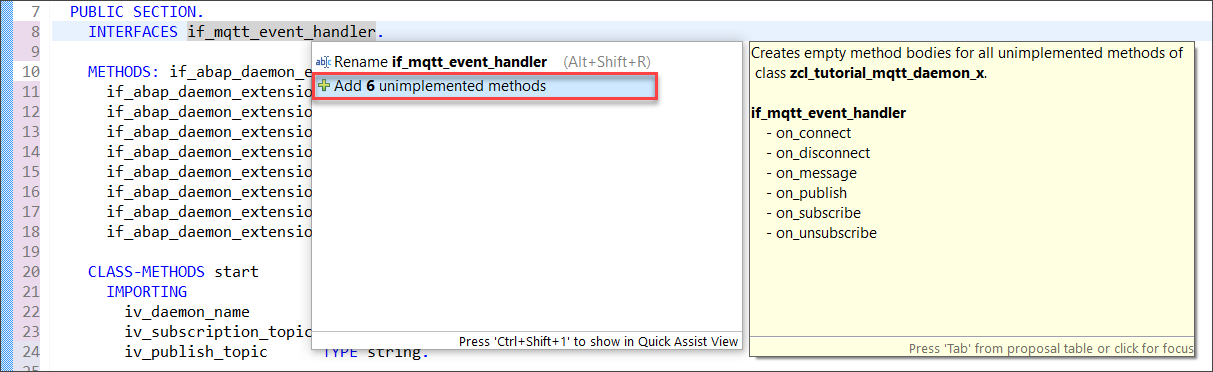 7 PUBLIC SECTION.
8 INTERFACES if_mqtt_event_handler.
9
10 METHODS: if_abap_daemon_e
11 if_abap_daemon_extensio
12 if_abap_daemon_extensio
13 if_abap_daemon_extensio
14 if_abap_daemon_extensio
15 if_abap_daemon_extensio
16 if_abap_daemon_extensio
17 if_abap_daemon_extensio
18 if_abap_daemon_extensio
19
20 CLASS-METHODS start
21 IMPORTING
22 iv_daemon_name
23 iv_subscription_topic
24 iv_publish_topic TYPE string.
25
Rename if_mqtt_event_handler (Alt+Shift+R)
Add 6 unimplemented methods
Press 'Ctrl+Shift+1' to show in Quick Assist View
Creates empty method bodies for all unimplemented methods of
class zcl_tutorial_mqtt_daemon_x.
if_mqtt_event_handler
- on_connect
- on_disconnect
- on_message
- on_publish
- on_subscribe
- on_unsubscribe
Press 'Tab' from proposal table or click for focus